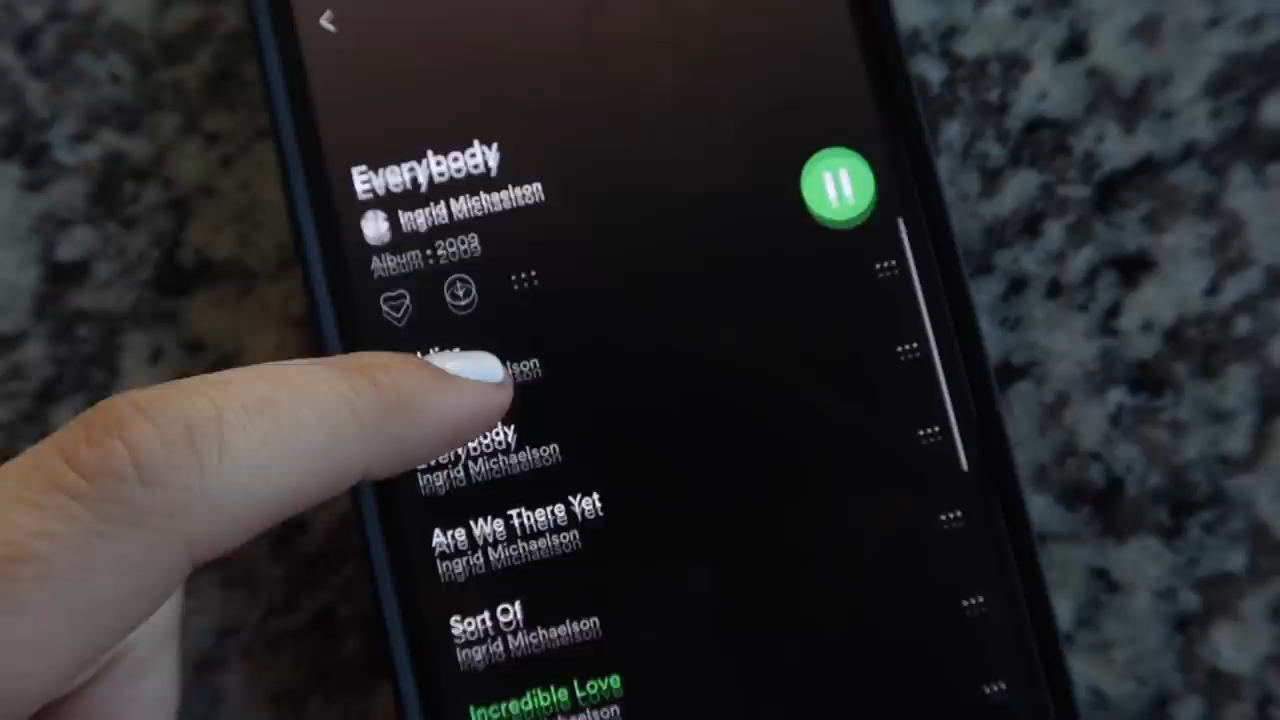 Everybody
Ingrid Michaelson
Album : 2009
Everybody
Ingrid Michaelson
Are We There Yet
Ingrid Michaelson
Sort Of
Ingrid Michaelson
Incredible Love
Michaelson